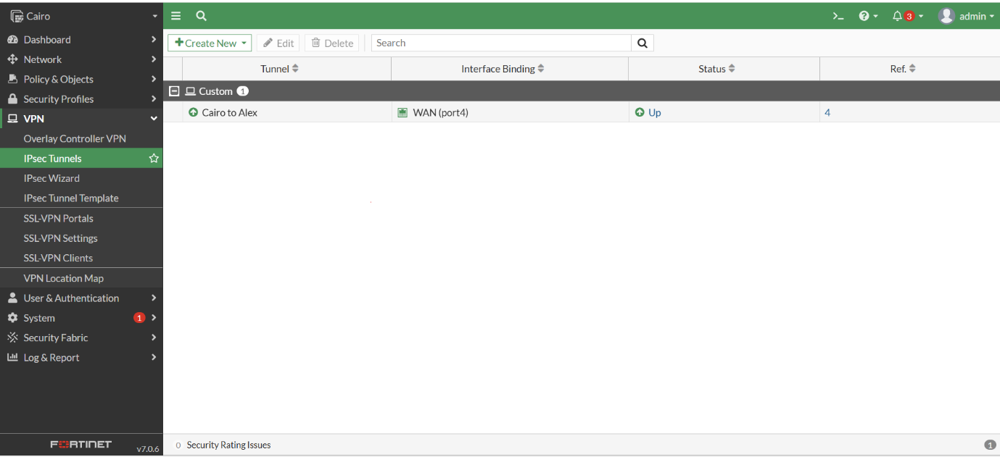 Cairo
3
admin
Dashboard
Network
Policy & Objects
Security Profiles
VPN
Overlay Controller VPN
IPsec Tunnels
IPsec Wizard
IPsec Tunnel Template
SSL-VPN Portals
SSL-VPN Settings
SSL-VPN Clients
VPN Location Map
User & Authentication
System 1
Security Fabric
Log & Report
FORTINET v7.0.6
Create New Edit Delete Search
Tunnel Interface Binding Status Ref.
Custom 1
Cairo to Alex WAN (port4) Up 4
0 Security Rating Issues 1